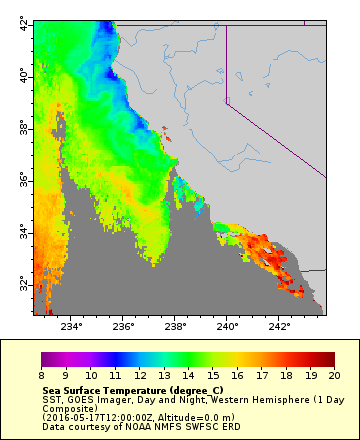 42°
40°
38°
36°
34°
32°
234° 236° 238° 240° 242°
8 9 10 11 12 13 14 15 16 17 18 19 20
Sea Surface Temperature (degree_C)
SST, GOES Imager, Day and Night, Western Hemisphere (1 Day
Composite)
(2016-05-17T12:00:00Z, Altitude=0.0 m)
Data courtesy of NOAA NMFS SWFSC ERD